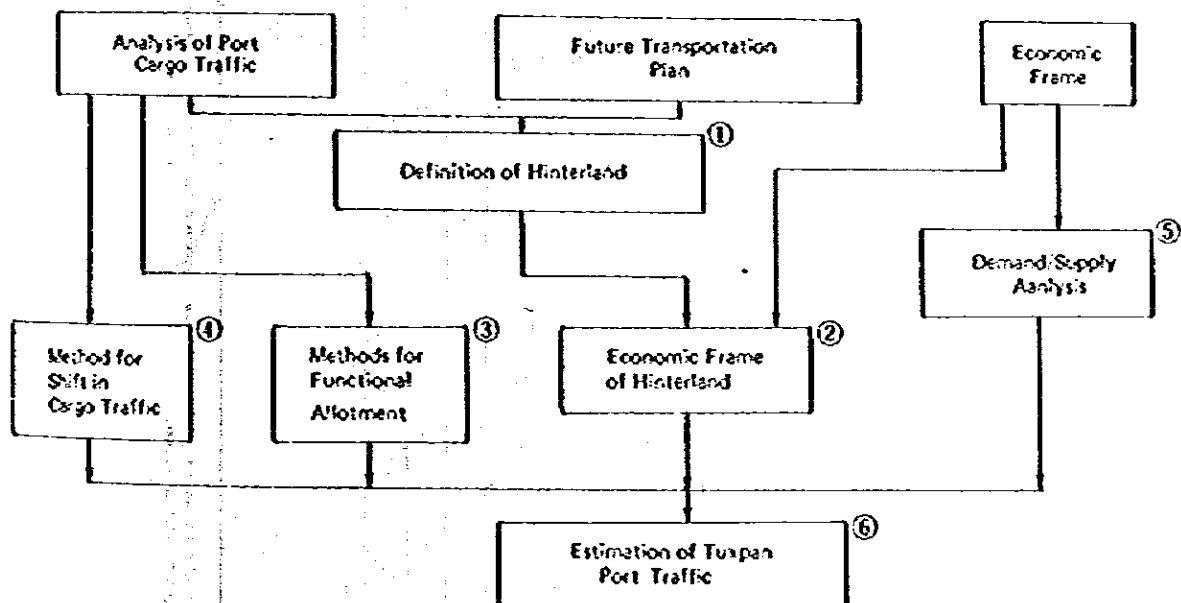 Analysis of Port
Cargo Traffic
Future Transportation
Plan
Economic
Frame
①
Definition of Hinterland
⑤
Demand/Supply
Aanlysis
④
Method for
Shift in
Cargo Traffic
③
Methods for
Functional
Allotment
②
Economic Frame
of Hinterland
⑥
Estimation of Tuxpan
Port Traffic